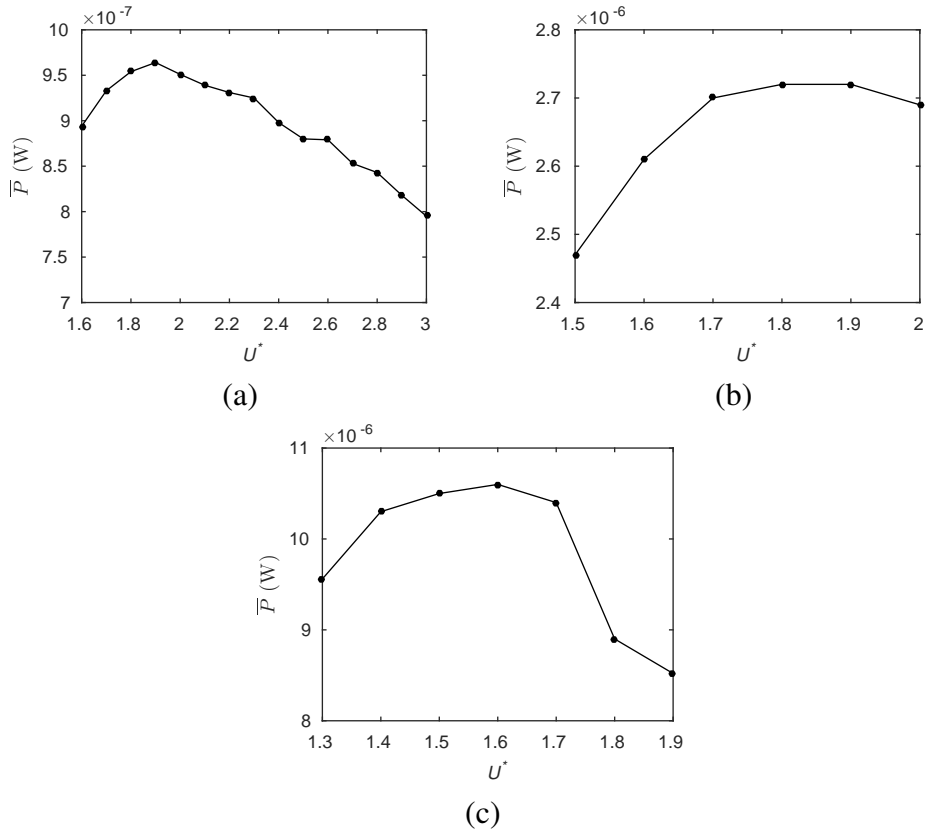 ×10⁻⁷
10
9.5
9
8.5
8
7.5
7
P̅ (W)
1.6 1.8 2 2.2 2.4 2.6 2.8 3
U*
(a)
×10⁻⁶
2.8
2.7
2.6
2.5
2.4
P̅ (W)
1.5 1.6 1.7 1.8 1.9 2
U*
(b)
×10⁻⁶
11
10
9
8
P̅ (W)
1.3 1.4 1.5 1.6 1.7 1.8 1.9
U*
(c)